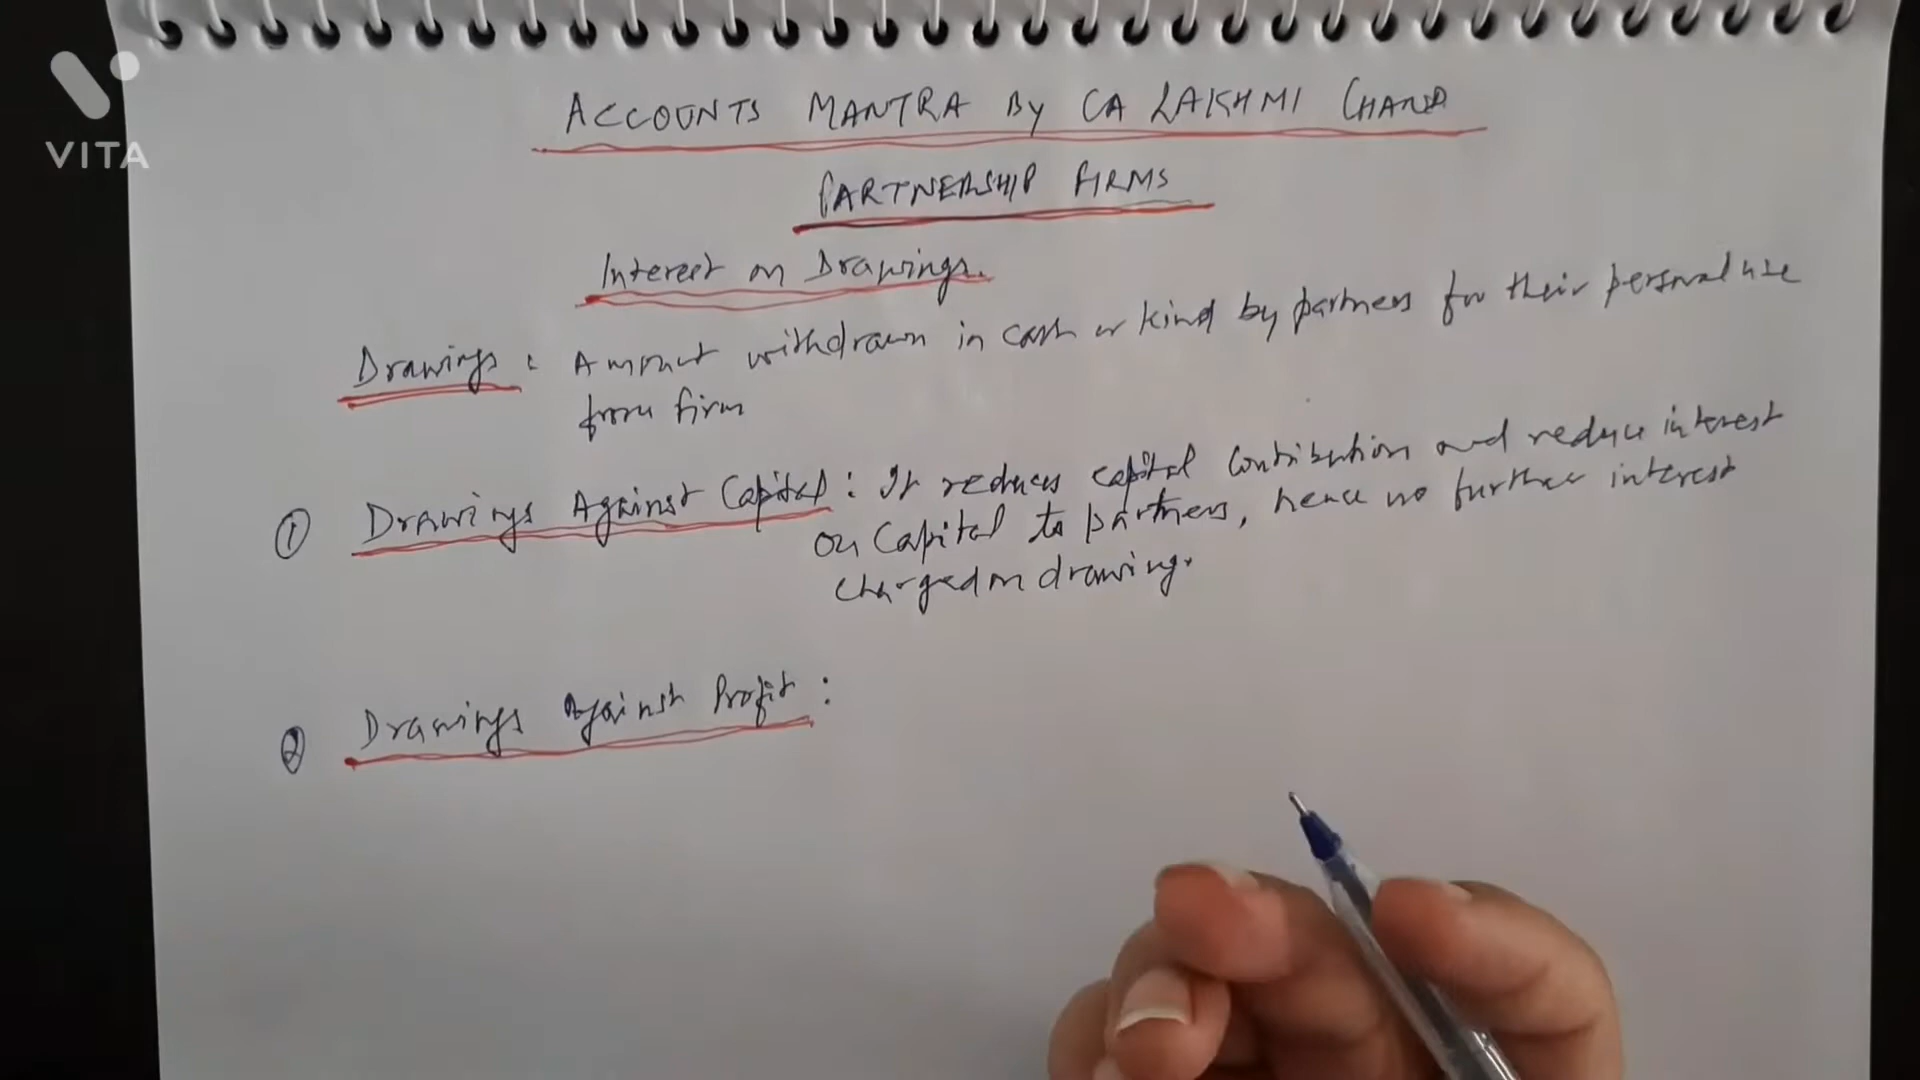 VITA
ACCOUNTS MANTRA By CA LAKHMI CHAND
PARTNERSHIP FIRMS
Interest on Drawings.
Drawings : Amount withdrawn in cash or kind by partners for their personal use
from firm
① Drawings Against Capital : It reduces capital contribution and reduce interest
on Capital to partners, hence no further interest
charged on drawing.
② Drawings against Profit :